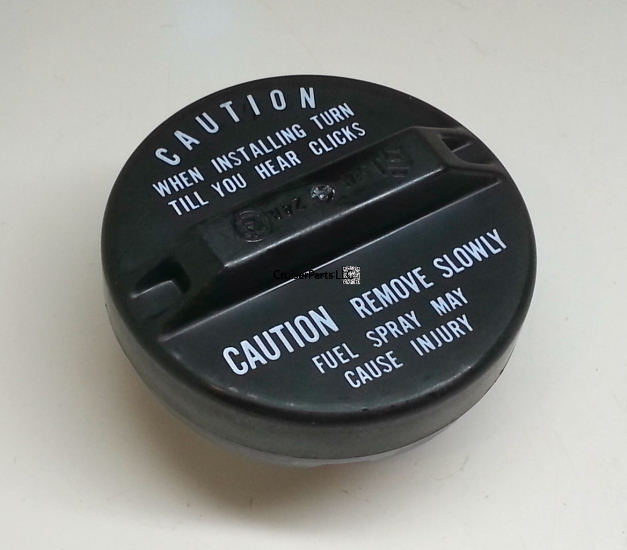 CAUTION
WHEN INSTALLING TURN
TILL YOU HEAR CLICKS
CAUTION REMOVE SLOWLY
FUEL SPRAY MAY
CAUSE INJURY